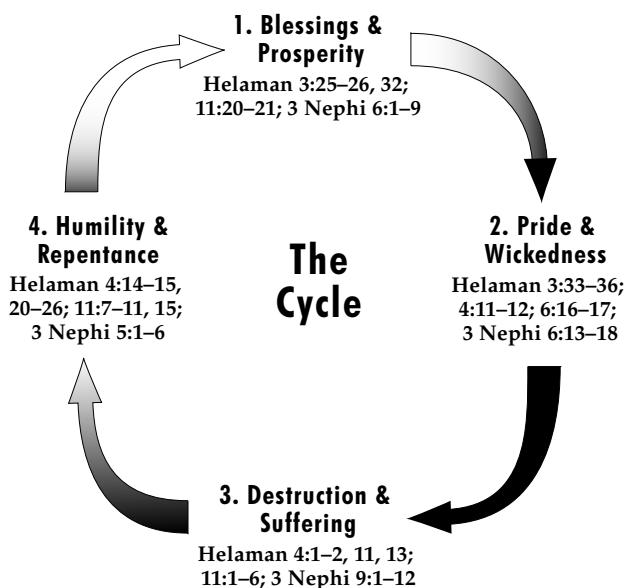 1. Blessings &
Prosperity
Helaman 3:25–26, 32;
11:20–21; 3 Nephi 6:1–9
2. Pride &
Wickedness
Helaman 3:33–36;
4:11–12; 6:16–17;
3 Nephi 6:13–18
3. Destruction &
Suffering
Helaman 4:1–2, 11, 13;
11:1–6; 3 Nephi 9:1–12
4. Humility &
Repentance
Helaman 4:14–15,
20–26; 11:7–11, 15;
3 Nephi 5:1–6
The
Cycle